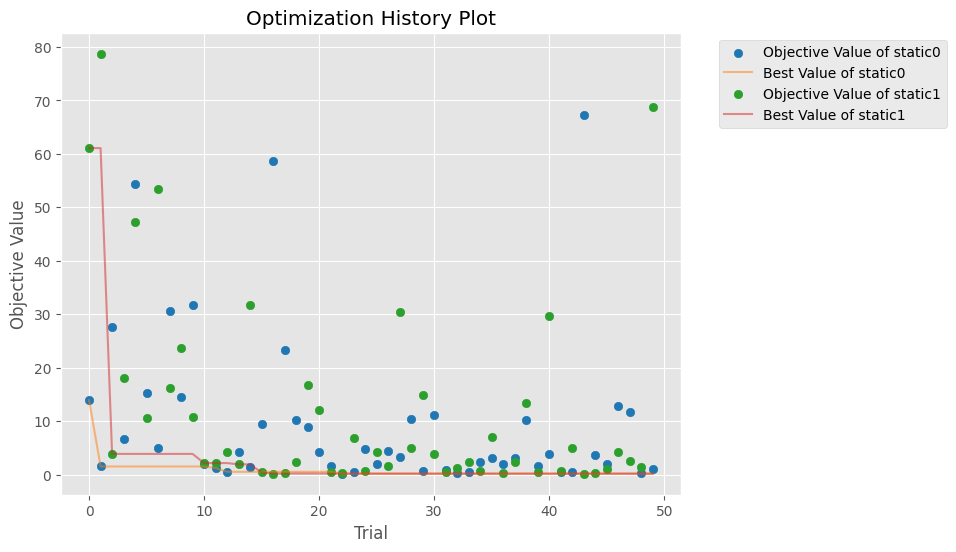 Optimization History Plot
80
70
60
50
40
30
20
10
0
Objective Value
0 10 20 30 40 50
Trial
Objective Value of static0
Best Value of static0
Objective Value of static1
Best Value of static1